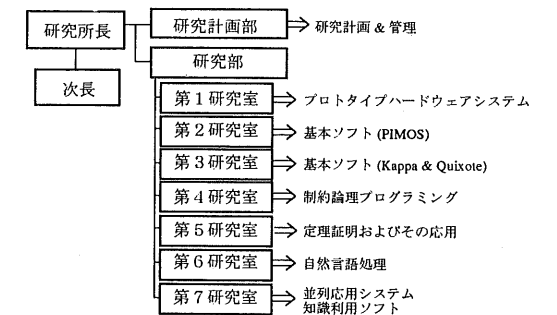 研究所長
研究計画部
研究計画 & 管理
次長
研究部
第1研究室
プロトタイプハードウェアシステム
第2研究室
基本ソフト (PIMOS)
第3研究室
基本ソフト (Kappa & Quixote)
第4研究室
制約論理プログラミング
第5研究室
定理証明およびその応用
第6研究室
自然言語処理
第7研究室
並列応用システム
知識利用ソフト